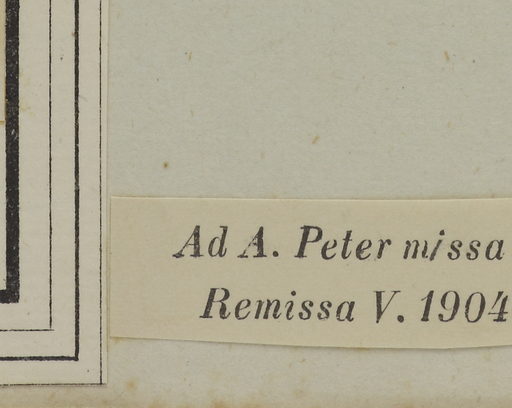 Ad A. Peter missa
Remissa V. 1904